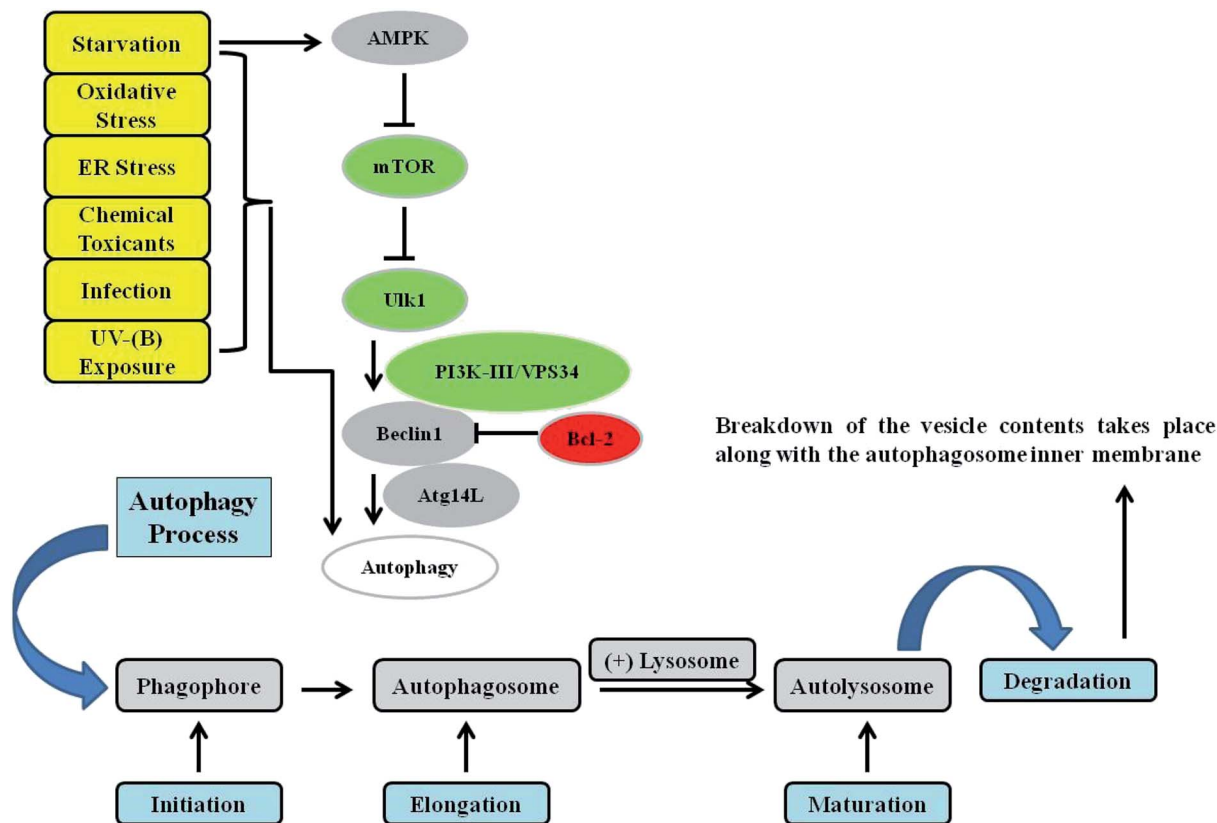 Starvation
Oxidative
Stress
ER Stress
Chemical
Toxicants
Infection
UV-(B)
Exposure
AMPK
mTOR
Ulk1
PI3K-III/VPS34
Beclin1
Bcl-2
Atg14L
Autophagy
Breakdown of the vesicle contents takes place
along with the autophagosome inner membrane
Autophagy
Process
Phagophore
Autophagosome
(+) Lysosome
Autolysosome
Degradation
Initiation
Elongation
Maturation